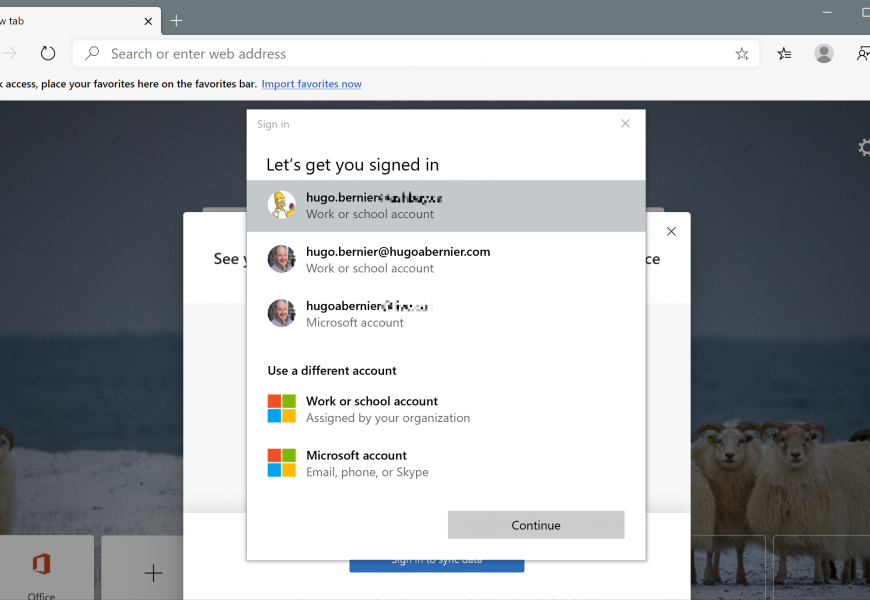 w tab
Search or enter web address
access, place your favorites here on the favorites bar. Import favorites now
Sign in
Let's get you signed in
hugo.bernier
Work or school account
hugo.bernier@hugoabernier.com
Work or school account
hugoabernier
Microsoft account
See
ce
Use a different account
Work or school account
Assigned by your organization
Microsoft account
Email, phone, or Skype
Continue
Sign in to sync data
Office